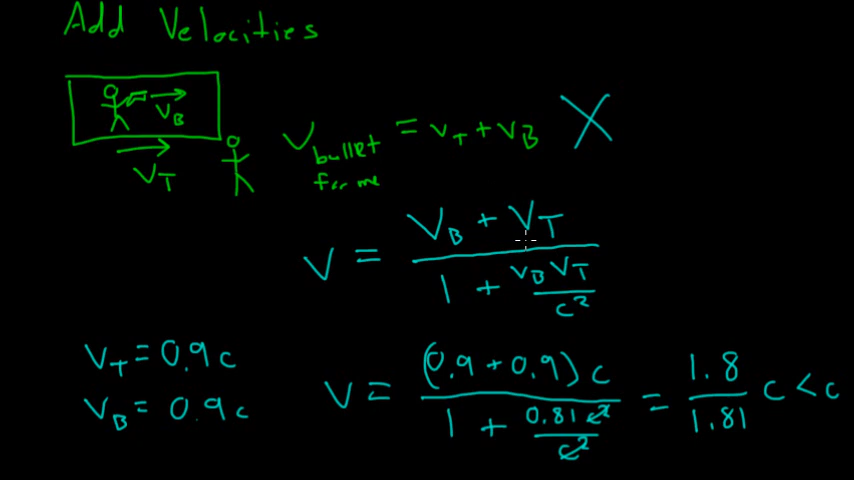 Add Velocities
V_B
V_T
V_bullet for me = V_T + V_B X
V = (V_B + V_T) / (1 + V_B V_T / c²)
V_T = 0.9c
V_B = 0.9c
V = (0.9 + 0.9)c / (1 + 0.81c²/c²) = 1.8/1.81 c < c